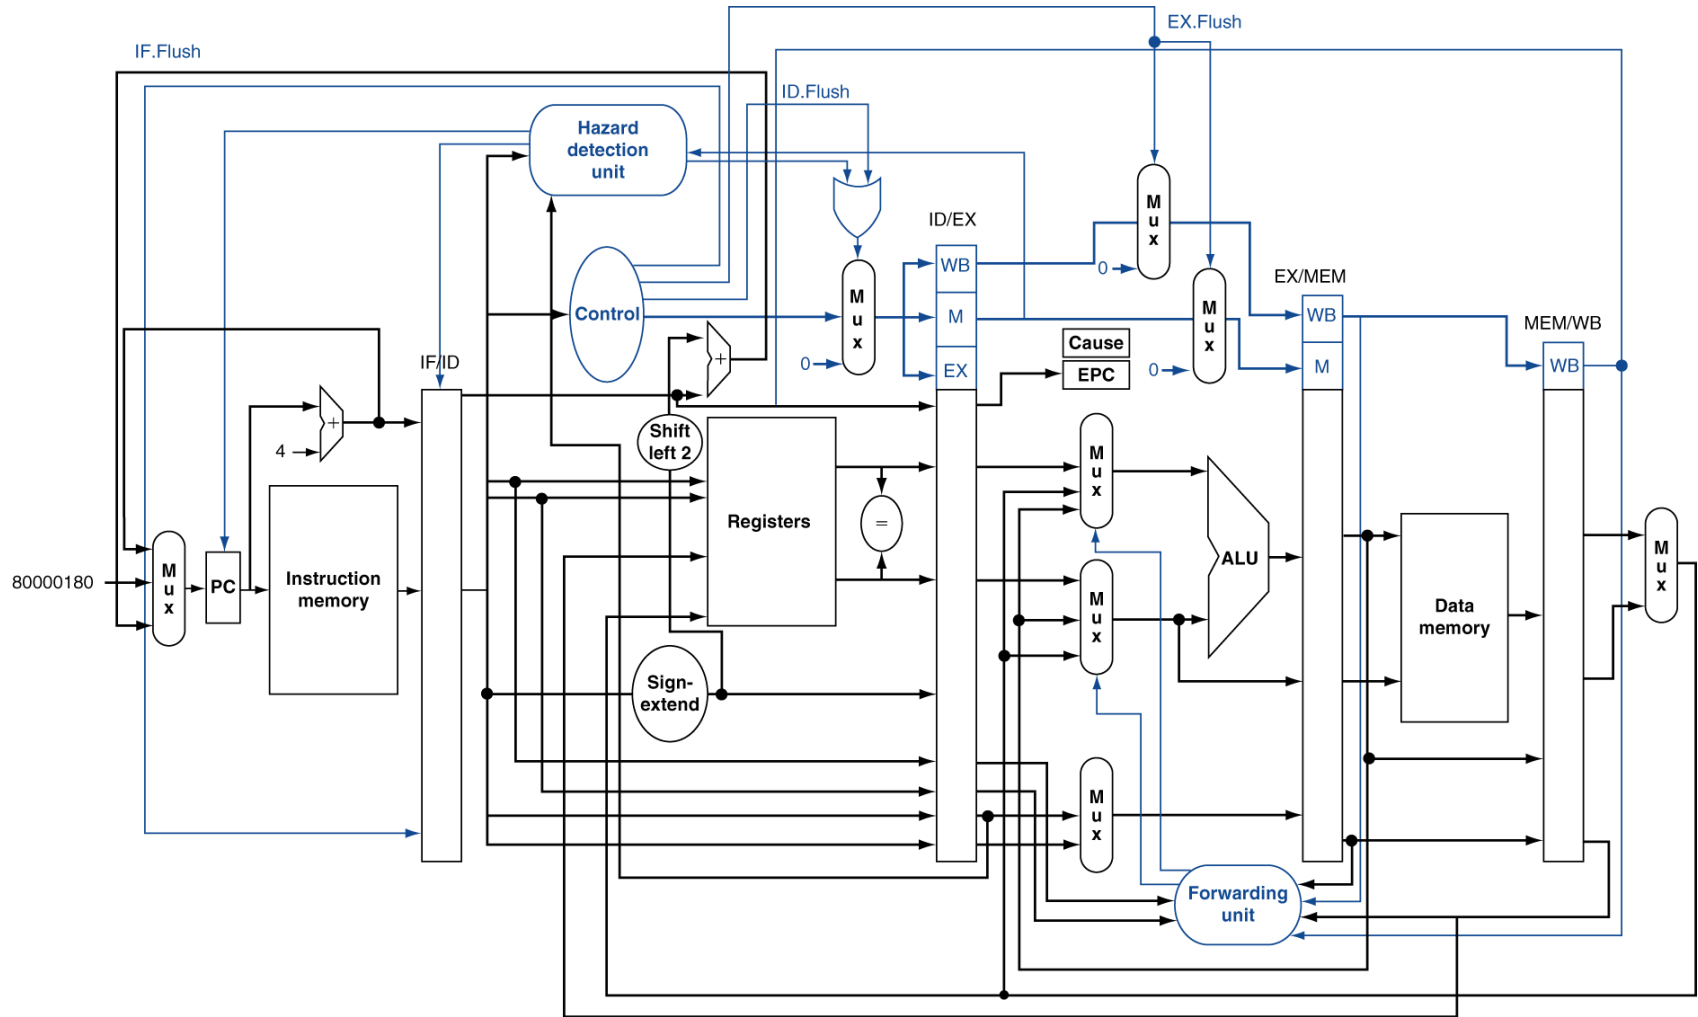 EX.Flush
IF.Flush
ID.Flush
Hazard
detection
unit
M
u
x
ID/EX
WB
0
Control
M
u
x
M
M
u
x
EX/MEM
WB
MEM/WB
0
+
Cause
EX
EPC
0
M
WB
IF/ID
+
4
Shift
left 2
M
u
x
Registers
=
80000180
M
u
x
PC
Instruction
memory
ALU
M
u
x
Data
memory
M
u
x
Sign-
extend
M
u
x
Forwarding
unit